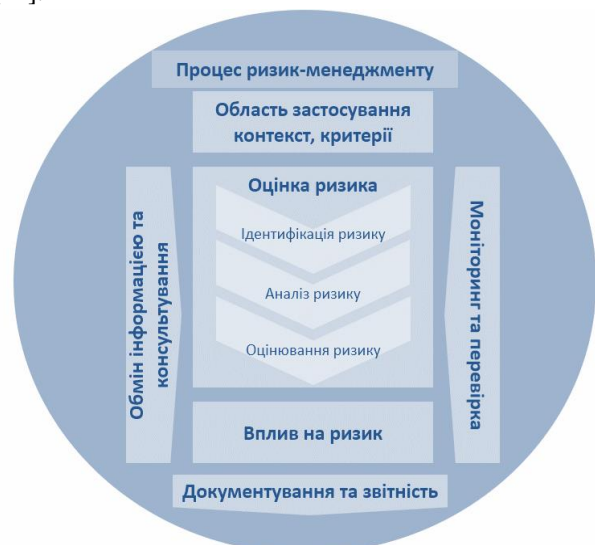 Процес ризик-менеджменту
Область застосування
контекст, критерії
Оцінка ризика
Ідентифікація ризику
Аналіз ризику
Оцінювання ризику
Обмін інформацією та
консультування
Моніторинг та перевірка
Вплив на ризик
Документування та звітність